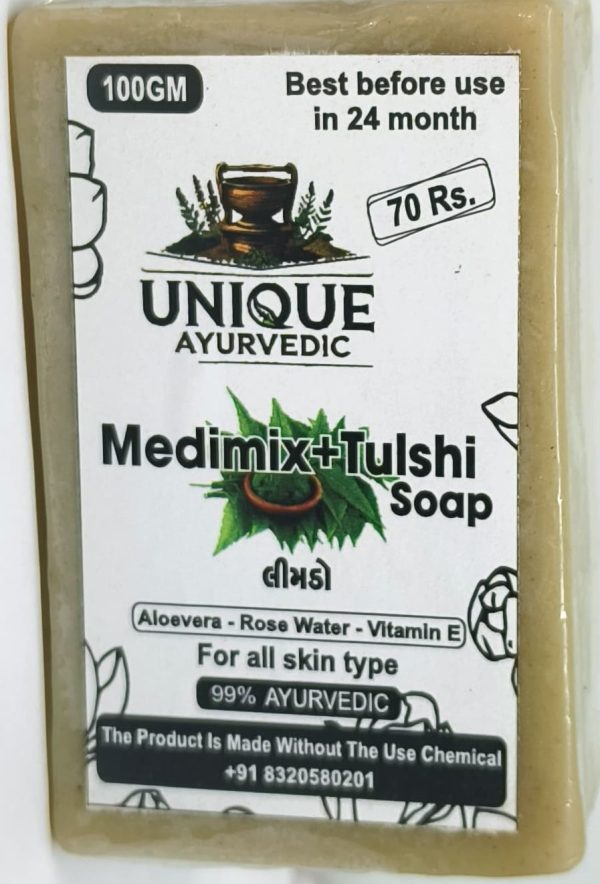 100GM
Best before use
in 24 month
70 Rs.
UNIQUE
AYURVEDIC
Medimix+Tulshi
Soap
લીમડો
Aloevera - Rose Water - Vitamin E
For all skin type
99% AYURVEDIC
The Product Is Made Without The Use Chemical
+91 8320580201